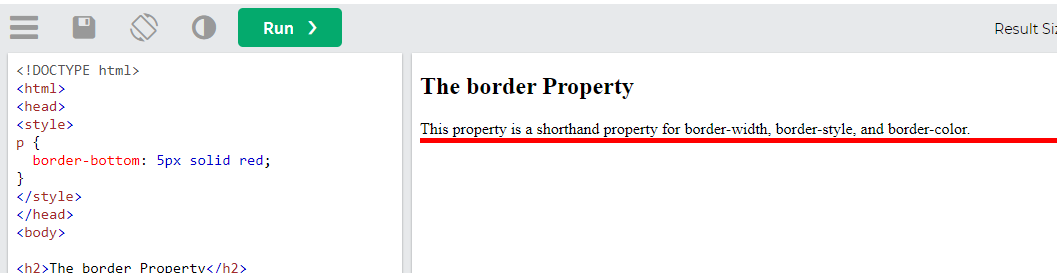 Run ❯
Result Siz
<!DOCTYPE html>
<html>
<head>
<style>
p {
  border-bottom: 5px solid red;
}
</style>
</head>
<body>
<h2>The border Property</h2>
The border Property
This property is a shorthand property for border-width, border-style, and border-color.